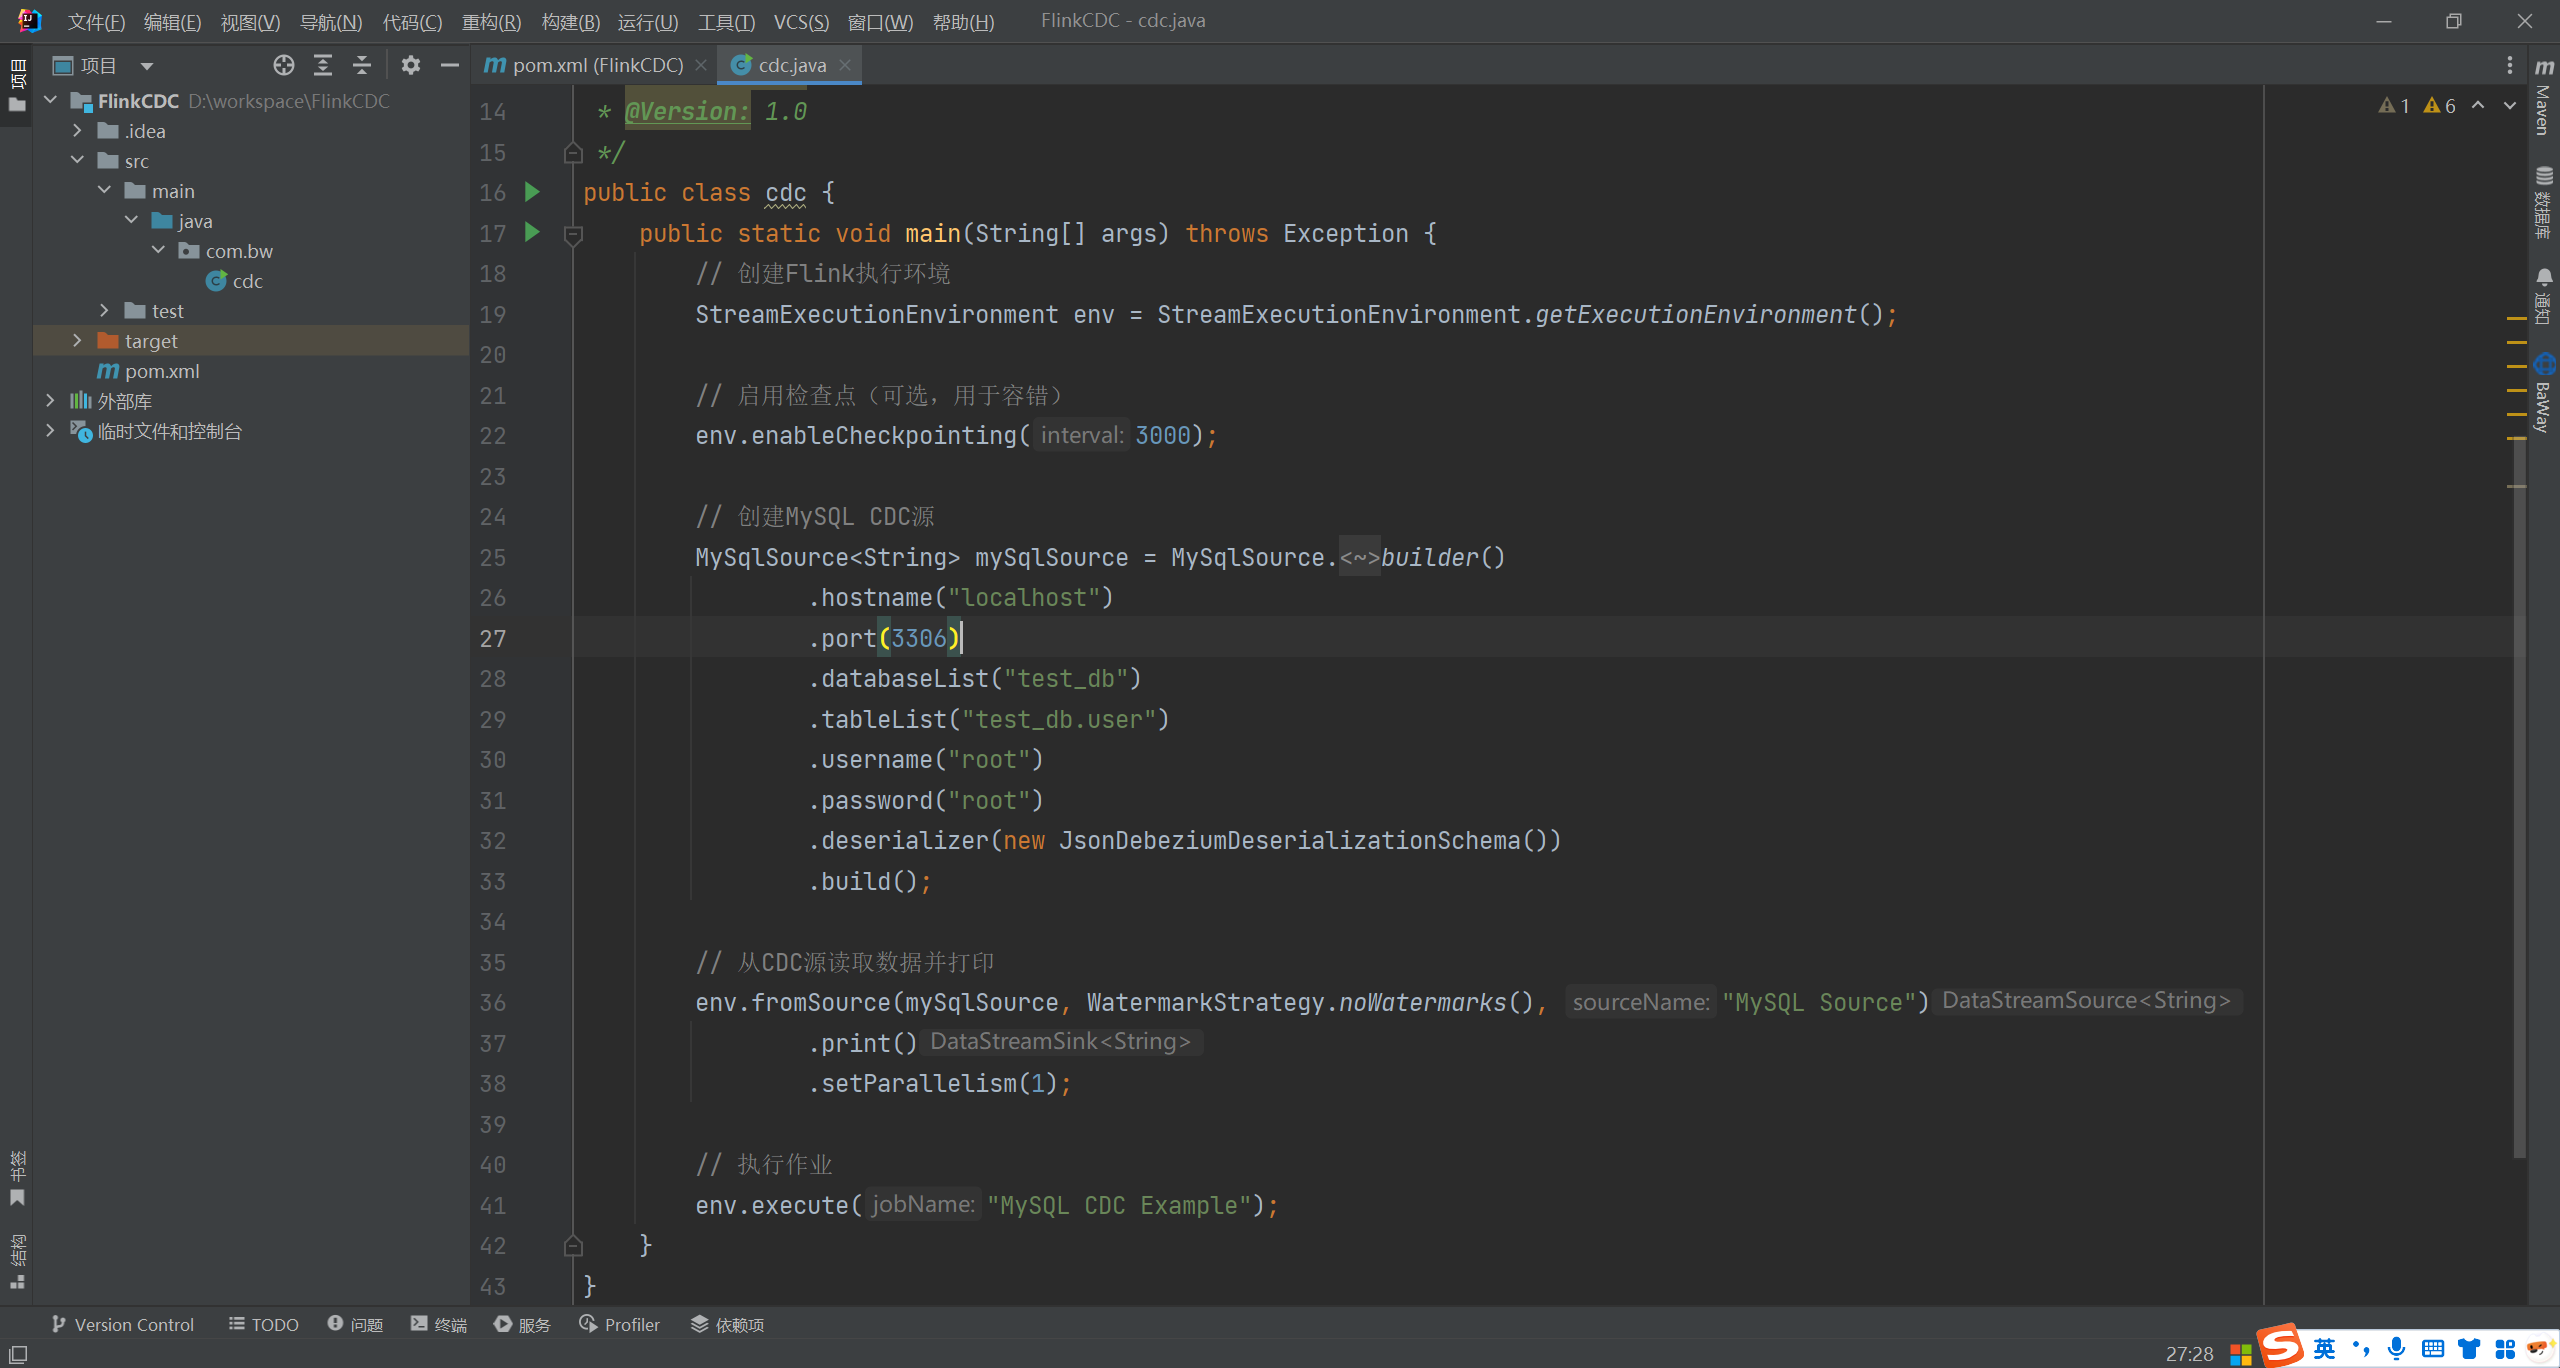 文件(F) 编辑(E) 视图(V) 导航(N) 代码(C) 重构(R) 构建(B) 运行(U) 工具(T) VCS(S) 窗口(W) 帮助(H) FlinkCDC - cdc.java
项目
项目
FlinkCDC D:\workspace\FlinkCDC
.idea
src
main
java
com.bw
cdc
test
target
pom.xml
外部库
临时文件和控制台
书签
结构
pom.xml (FlinkCDC) cdc.java
1 6
14 * @Version: 1.0
15 */
16 public class cdc {
17 public static void main(String[] args) throws Exception {
18 // 创建Flink执行环境
19 StreamExecutionEnvironment env = StreamExecutionEnvironment.getExecutionEnvironment();
20
21 // 启用检查点（可选，用于容错）
22 env.enableCheckpointing( interval: 3000);
23
24 // 创建MySQL CDC源
25 MySqlSource<String> mySqlSource = MySqlSource.<~>builder()
26 .hostname("localhost")
27 .port(3306)
28 .databaseList("test_db")
29 .tableList("test_db.user")
30 .username("root")
31 .password("root")
32 .deserializer(new JsonDebeziumDeserializationSchema())
33 .build();
34
35 // 从CDC源读取数据并打印
36 env.fromSource(mySqlSource, WatermarkStrategy.noWatermarks(), sourceName: "MySQL Source") DataStreamSource<String>
37 .print() DataStreamSink<String>
38 .setParallelism(1);
39
40 // 执行作业
41 env.execute( jobName: "MySQL CDC Example");
42 }
43 }
Maven
数据库
通知
BaWay
Version Control TODO 问题 终端 服务 Profiler 依赖项
27:28 英